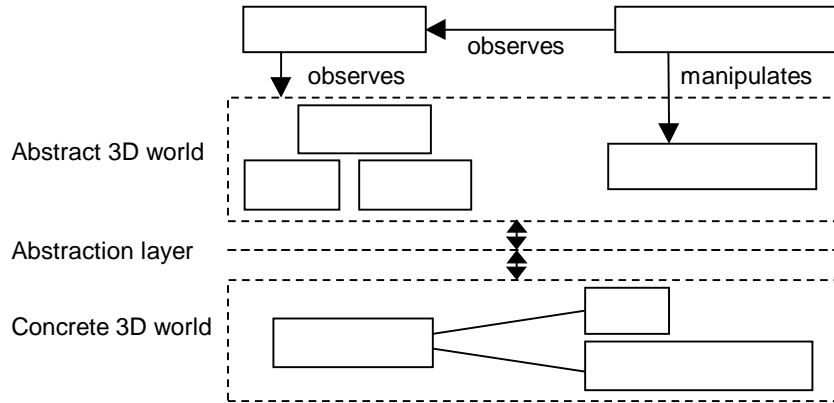 observes
observes
manipulates
Abstract 3D world
Abstraction layer
Concrete 3D world